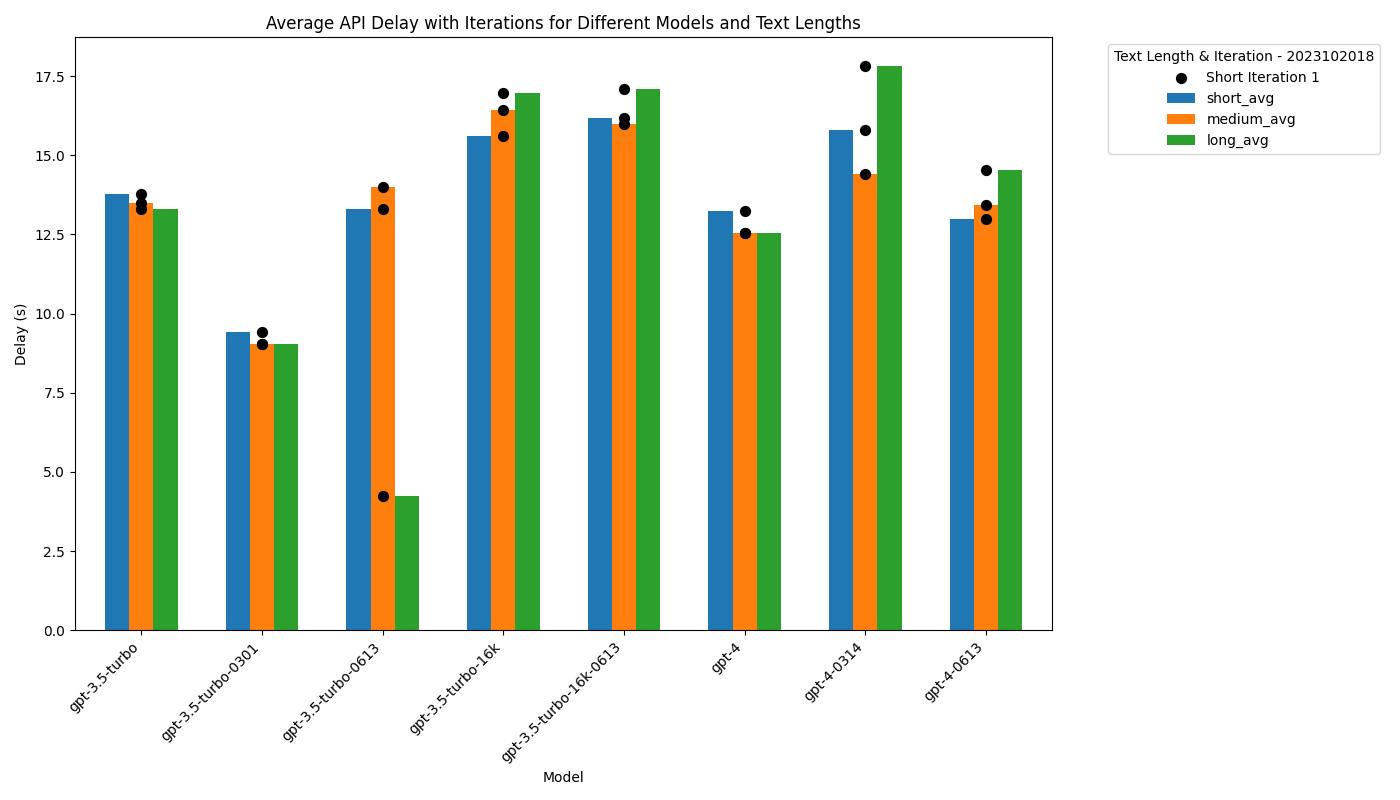 Average API Delay with Iterations for Different Models and Text Lengths
Text Length & Iteration - 2023102018
Short Iteration 1
short_avg
medium_avg
long_avg
Delay (s)
17.5
15.0
12.5
10.0
7.5
5.0
2.5
0.0
gpt-3.5-turbo
gpt-3.5-turbo-0301
gpt-3.5-turbo-0613
gpt-3.5-turbo-16k
gpt-3.5-turbo-16k-0613
gpt-4
gpt-4-0314
gpt-4-0613
Model